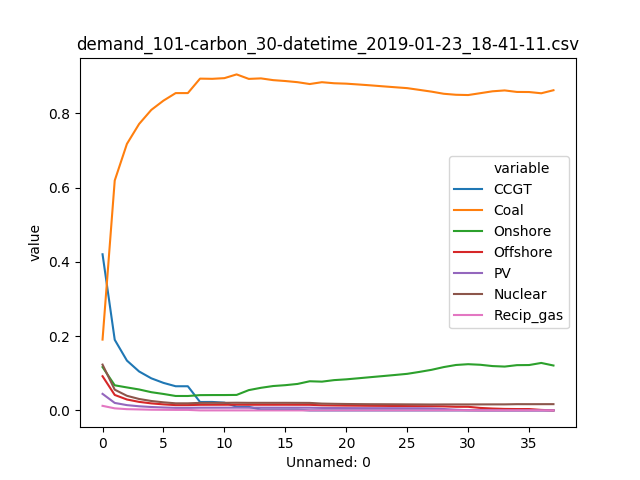 demand_101-carbon_30-datetime_2019-01-23_18-41-11.csv
value
0.8
0.6
0.4
0.2
0.0
variable
CCGT
Coal
Onshore
Offshore
PV
Nuclear
Recip_gas
0 5 10 15 20 25 30 35
Unnamed: 0